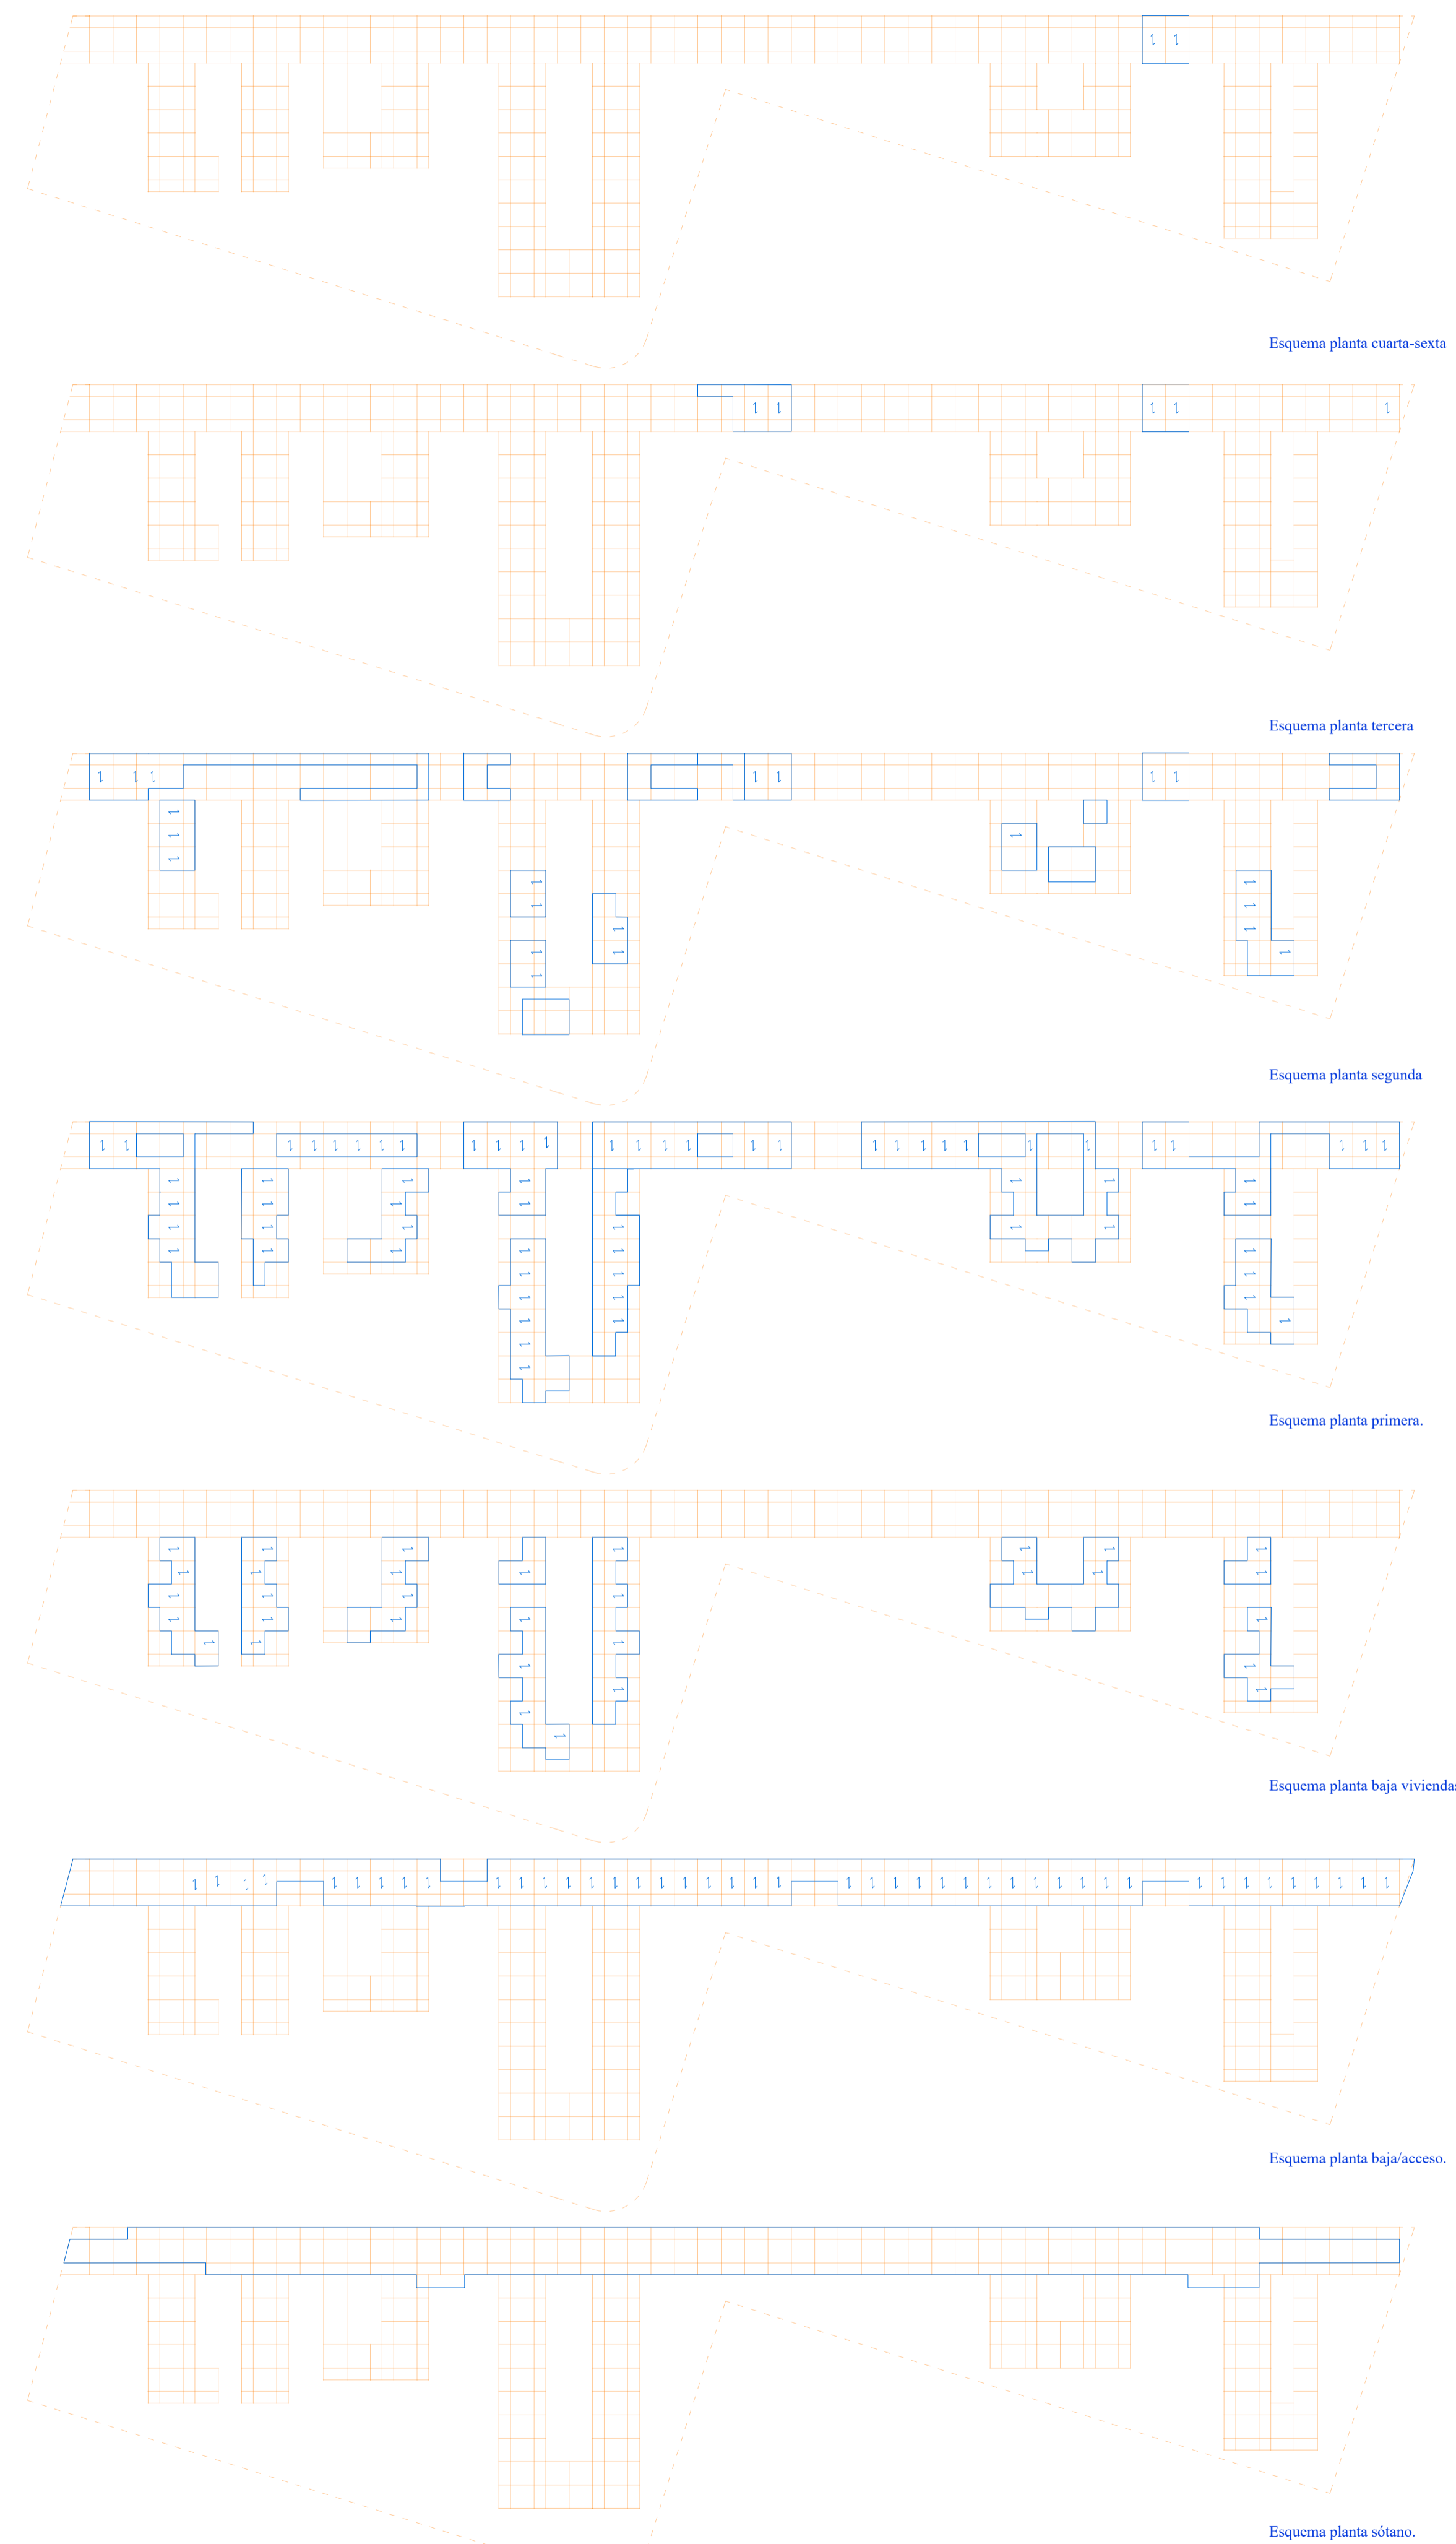 Esquema planta cuarta-sexta
Esquema planta tercera
Esquema planta segunda
Esquema planta primera.
Esquema planta baja viviendas
Esquema planta baja/acceso.
Esquema planta sótano.